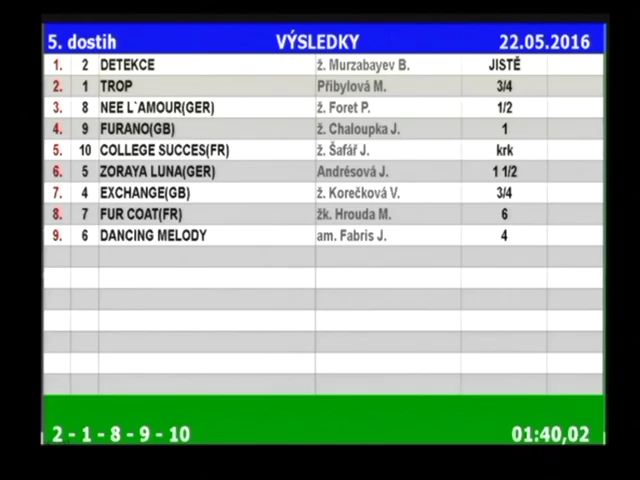 5. dostih VÝSLEDKY 22.05.2016
1. 2 DETEKCE ž. Murzabayev B. JISTĚ
2. 1 TROP Přibylová M. 3/4
3. 8 NEE L`AMOUR(GER) ž. Foret P. 1/2
4. 9 FURANO(GB) ž. Chaloupka J. 1
5. 10 COLLEGE SUCCES(FR) ž. Šafář J. krk
6. 5 ZORAYA LUNA(GER) Andrésová J. 1 1/2
7. 4 EXCHANGE(GB) ž. Korečková V. 3/4
8. 7 FUR COAT(FR) žk. Hrouda M. 6
9. 6 DANCING MELODY am. Fabris J. 4
2 - 1 - 8 - 9 - 10 01:40,02